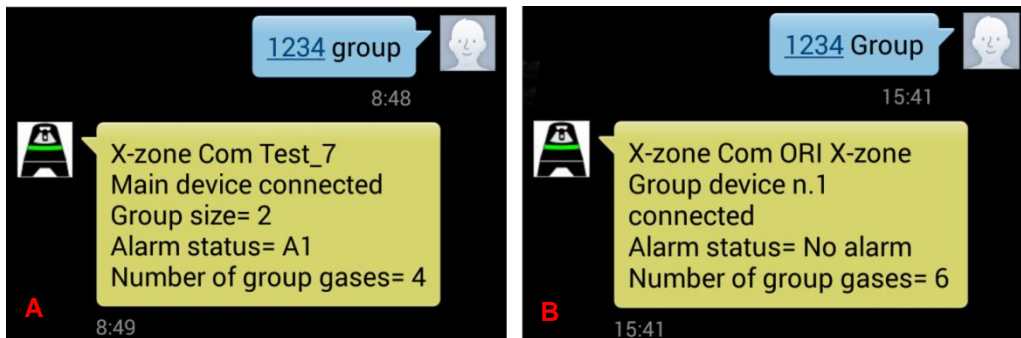 1234 group
8:48
X-zone Com Test_7
Main device connected
Group size= 2
Alarm status= A1
Number of group gases= 4
8:49
A
1234 Group
15:41
X-zone Com ORI X-zone
Group device n.1
connected
Alarm status= No alarm
Number of group gases= 6
15:41
B